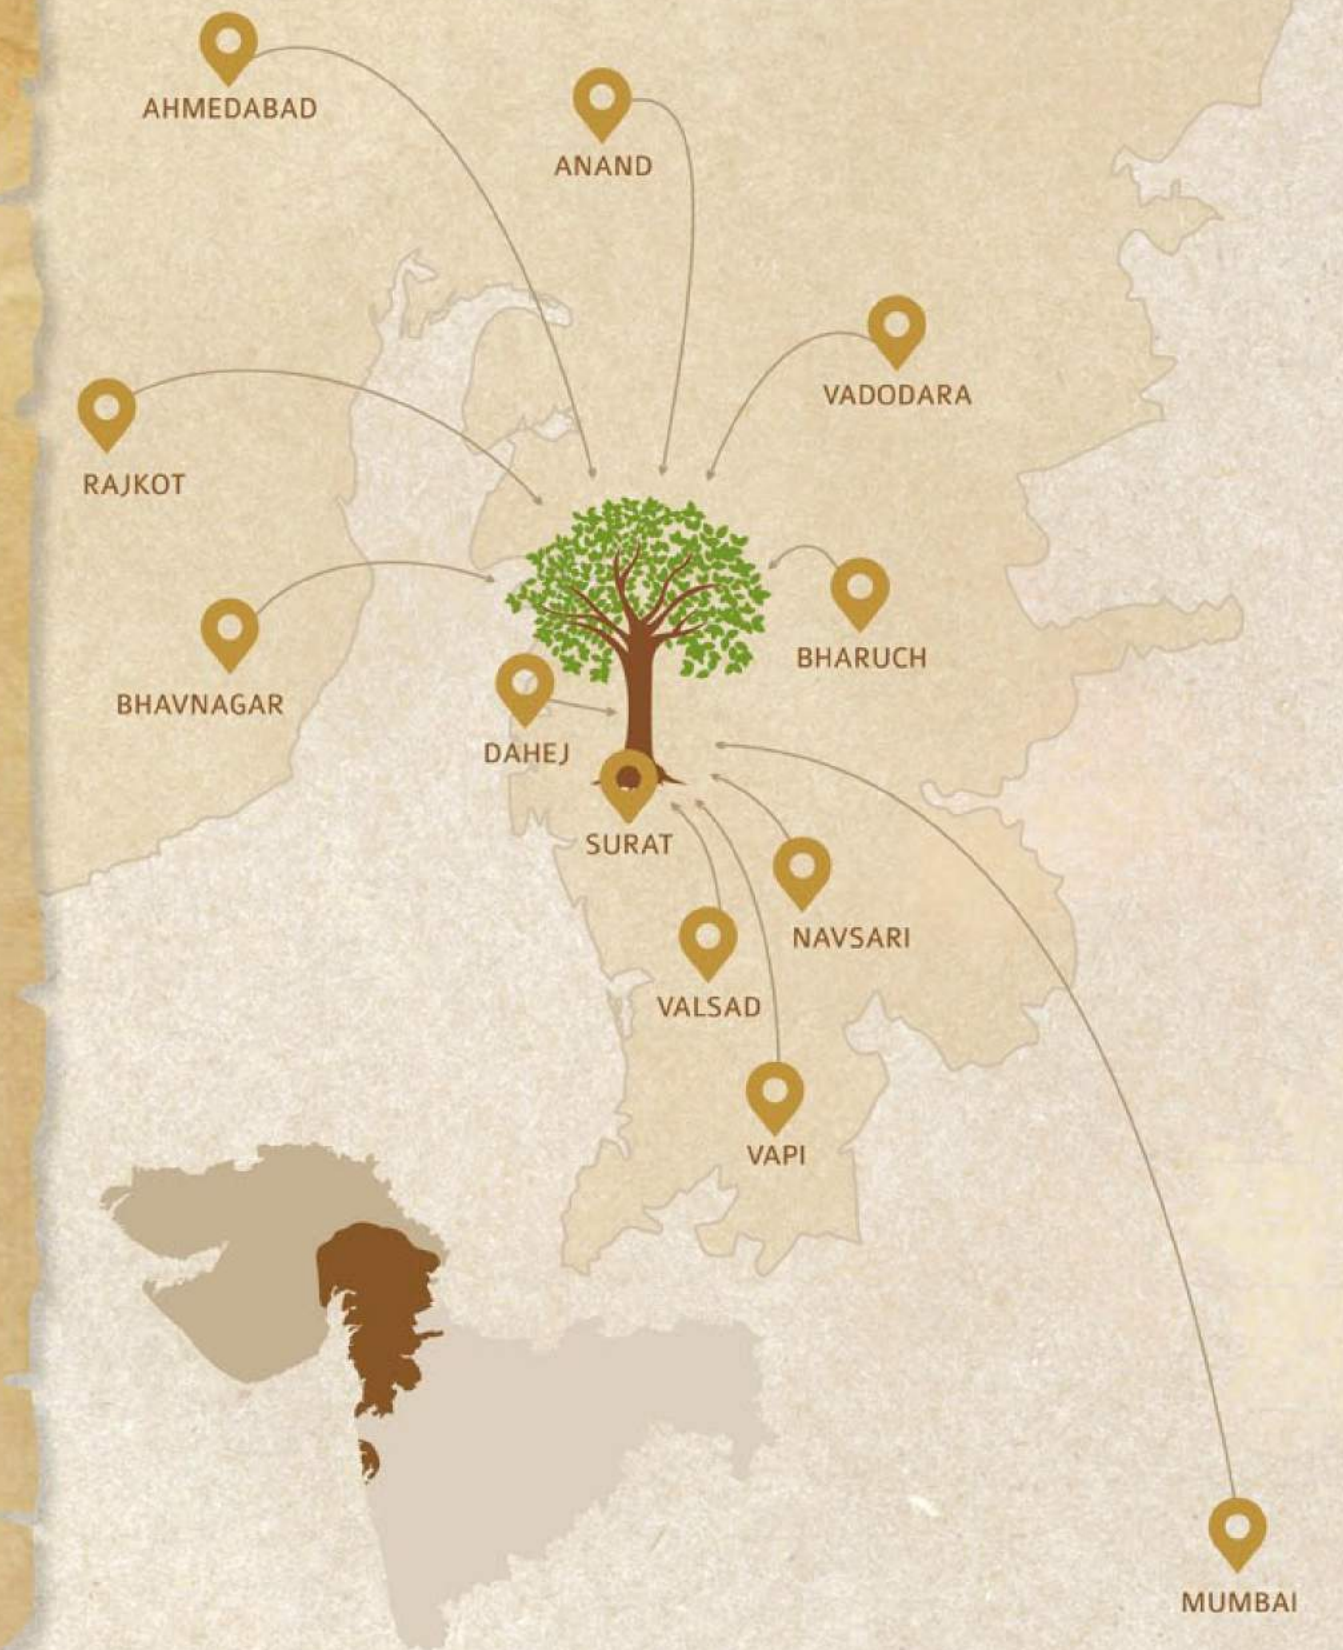 AHMEDABAD
ANAND
VADODARA
RAJKOT
BHARUCH
BHAVNAGAR
DAHEJ
SURAT
NAVSARI
VALSAD
VAPI
MUMBAI